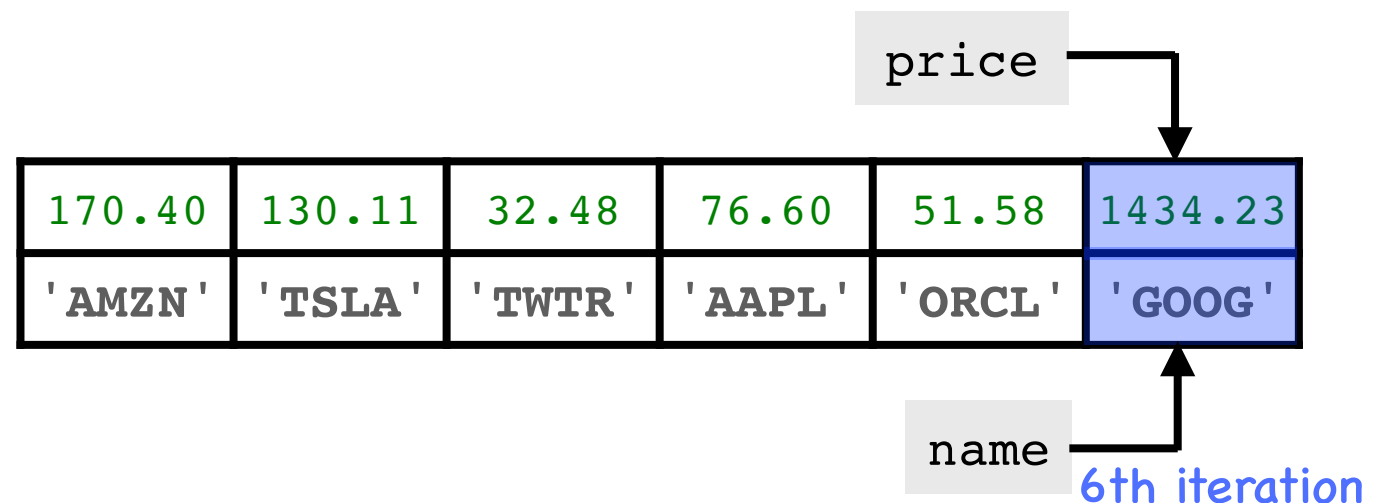 price
170.40 130.11 32.48 76.60 51.58 1434.23
'AMZN' 'TSLA' 'TWTR' 'AAPL' 'ORCL' 'GOOG'
name
6th iteration